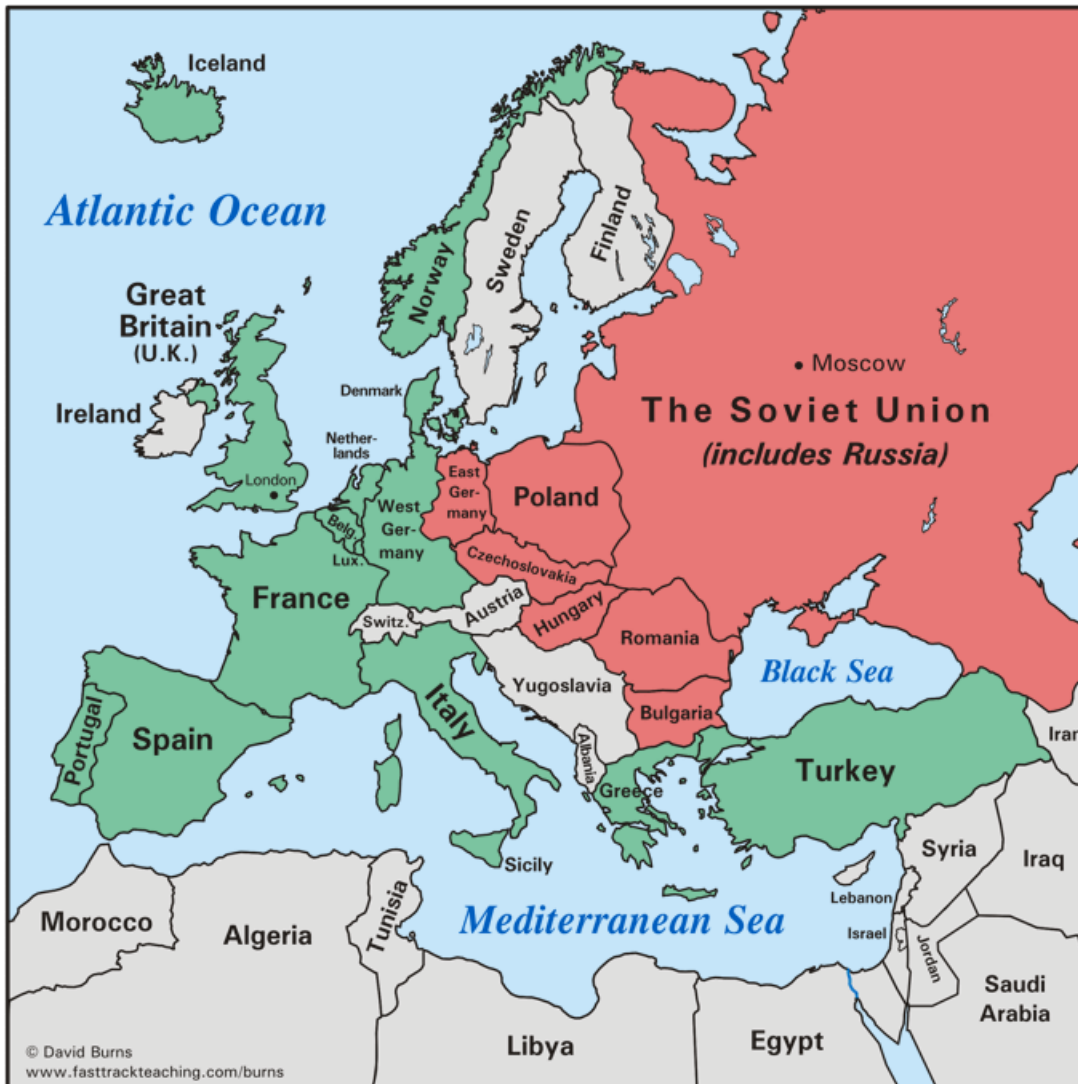 Iceland
Atlantic Ocean
Great
Britain
(U.K.)
Ireland
London
Norway
Sweden
Finland
Denmark
Nether-
lands
Belg.
Lux.
West
Ger-
many
East
Ger-
many
Poland
Czechoslovakia
Moscow
The Soviet Union
(includes Russia)
France
Switz.
Austria
Hungary
Romania
Yugoslavia
Bulgaria
Black Sea
Portugal
Spain
Italy
Albania
Greece
Turkey
Iran
Sicily
Mediterranean Sea
Syria
Iraq
Lebanon
Israel
Jordan
Saudi
Arabia
Morocco
Algeria
Tunisia
Libya
Egypt
© David Burns
www.fasttrackteaching.com/burns